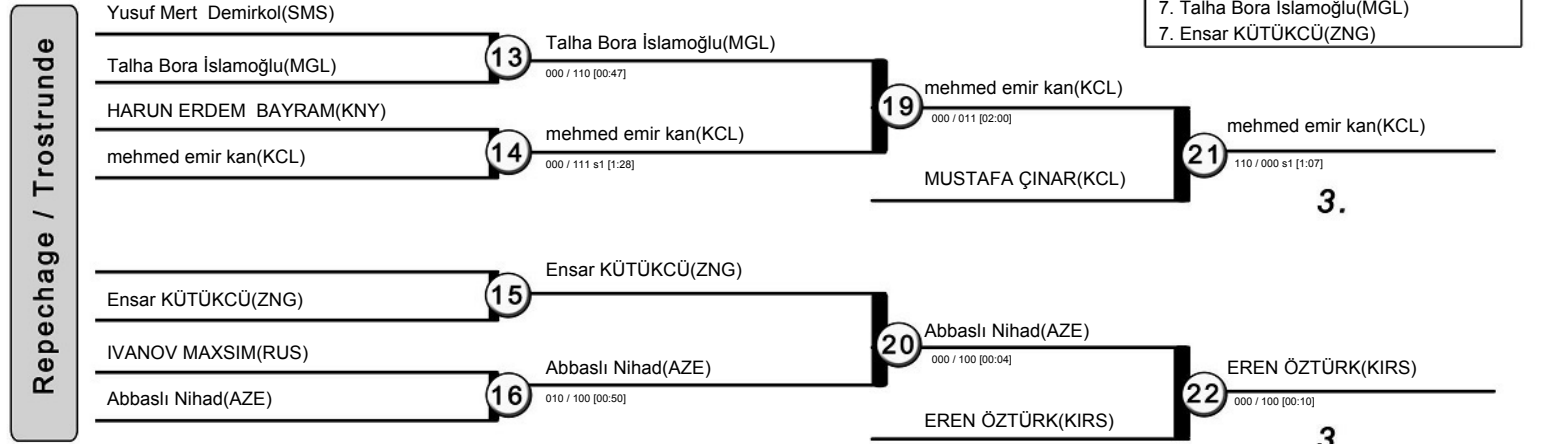 Repechage / Trostrunde
7. Talha Bora İslamoğlu(MGL)
7. Ensar KÜTÜKCÜ(ZNG)
Yusuf Mert Demirkol(SMS)
Talha Bora İslamoğlu(MGL)
13
Talha Bora İslamoğlu(MGL)
000 / 110 [00:47]
HARUN ERDEM BAYRAM(KNY)
mehmed emir kan(KCL)
14
mehmed emir kan(KCL)
000 / 111 s1 [1:28]
19
mehmed emir kan(KCL)
000 / 011 [02:00]
MUSTAFA ÇINAR(KCL)
21
mehmed emir kan(KCL)
110 / 000 s1 [1:07]
3.
Ensar KÜTÜKCÜ(ZNG)
15
Ensar KÜTÜKCÜ(ZNG)
IVANOV MAXSIM(RUS)
Abbaslı Nihad(AZE)
16
Abbaslı Nihad(AZE)
010 / 100 [00:50]
20
Abbaslı Nihad(AZE)
000 / 100 [00:04]
EREN ÖZTÜRK(KIRS)
22
EREN ÖZTÜRK(KIRS)
000 / 100 [00:10]
3